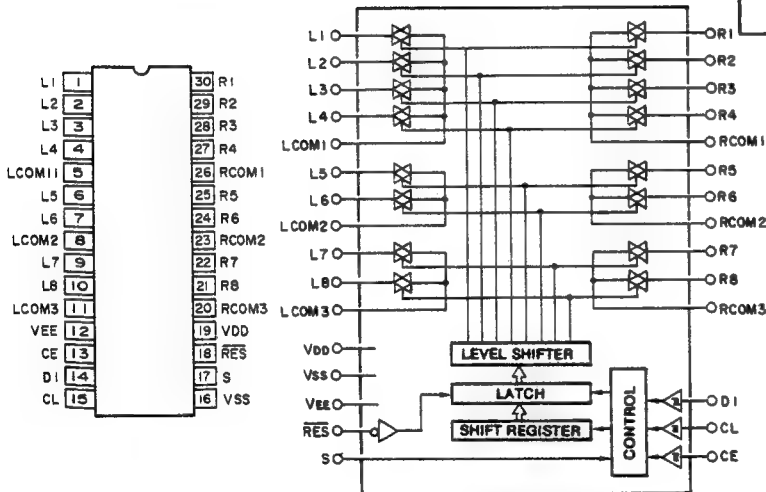 L1 1 30 R1
L2 2 29 R2
L3 3 28 R3
L4 4 27 R4
LCOM11 5 26 RCOM1
L5 6 25 R5
L6 7 24 R6
LCOM2 8 23 RCOM2
L7 9 22 R7
L8 10 21 R8
LCOM3 11 20 RCOM3
VEE 12 19 VDD
CE 13 18 RES
DI 14 17 S
CL 15 16 VSS
L1 R1
L2 R2
L3 R3
L4 R4
LCOM1 RCOM1
L5 R5
L6 R6
LCOM2 RCOM2
L7 R7
L8 R8
LCOM3 RCOM3
VDD
LEVEL SHIFTER
VSS
LATCH
VEE
RES
SHIFT REGISTER
S
CONTROL
DI
CL
CE